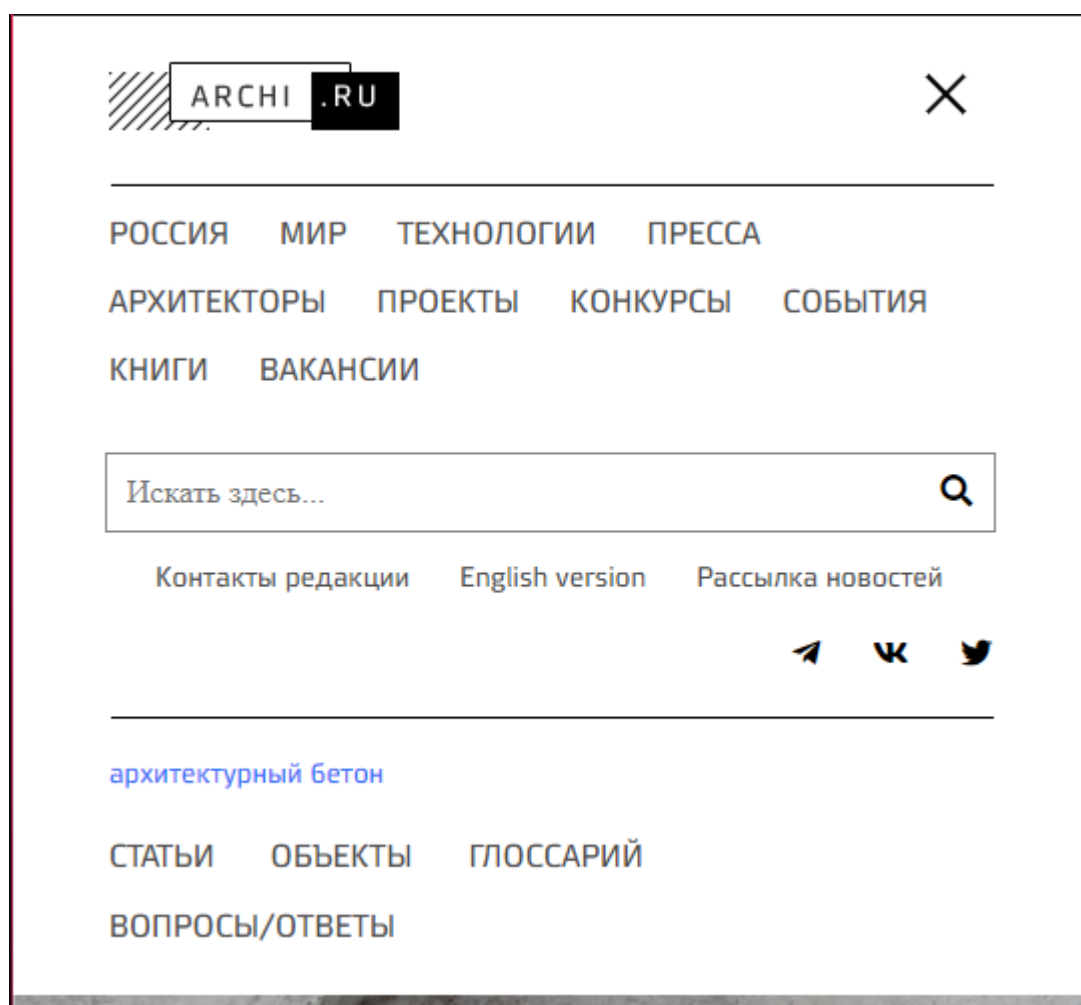 ARCHI .RU
РОССИЯ МИР ТЕХНОЛОГИИ ПРЕССА
АРХИТЕКТОРЫ ПРОЕКТЫ КОНКУРСЫ СОБЫТИЯ
КНИГИ ВАКАНСИИ
Искать здесь...
Контакты редакции English version Рассылка новостей
архитектурный бетон
СТАТЬИ ОБЪЕКТЫ ГЛОССАРИЙ
ВОПРОСЫ/ОТВЕТЫ